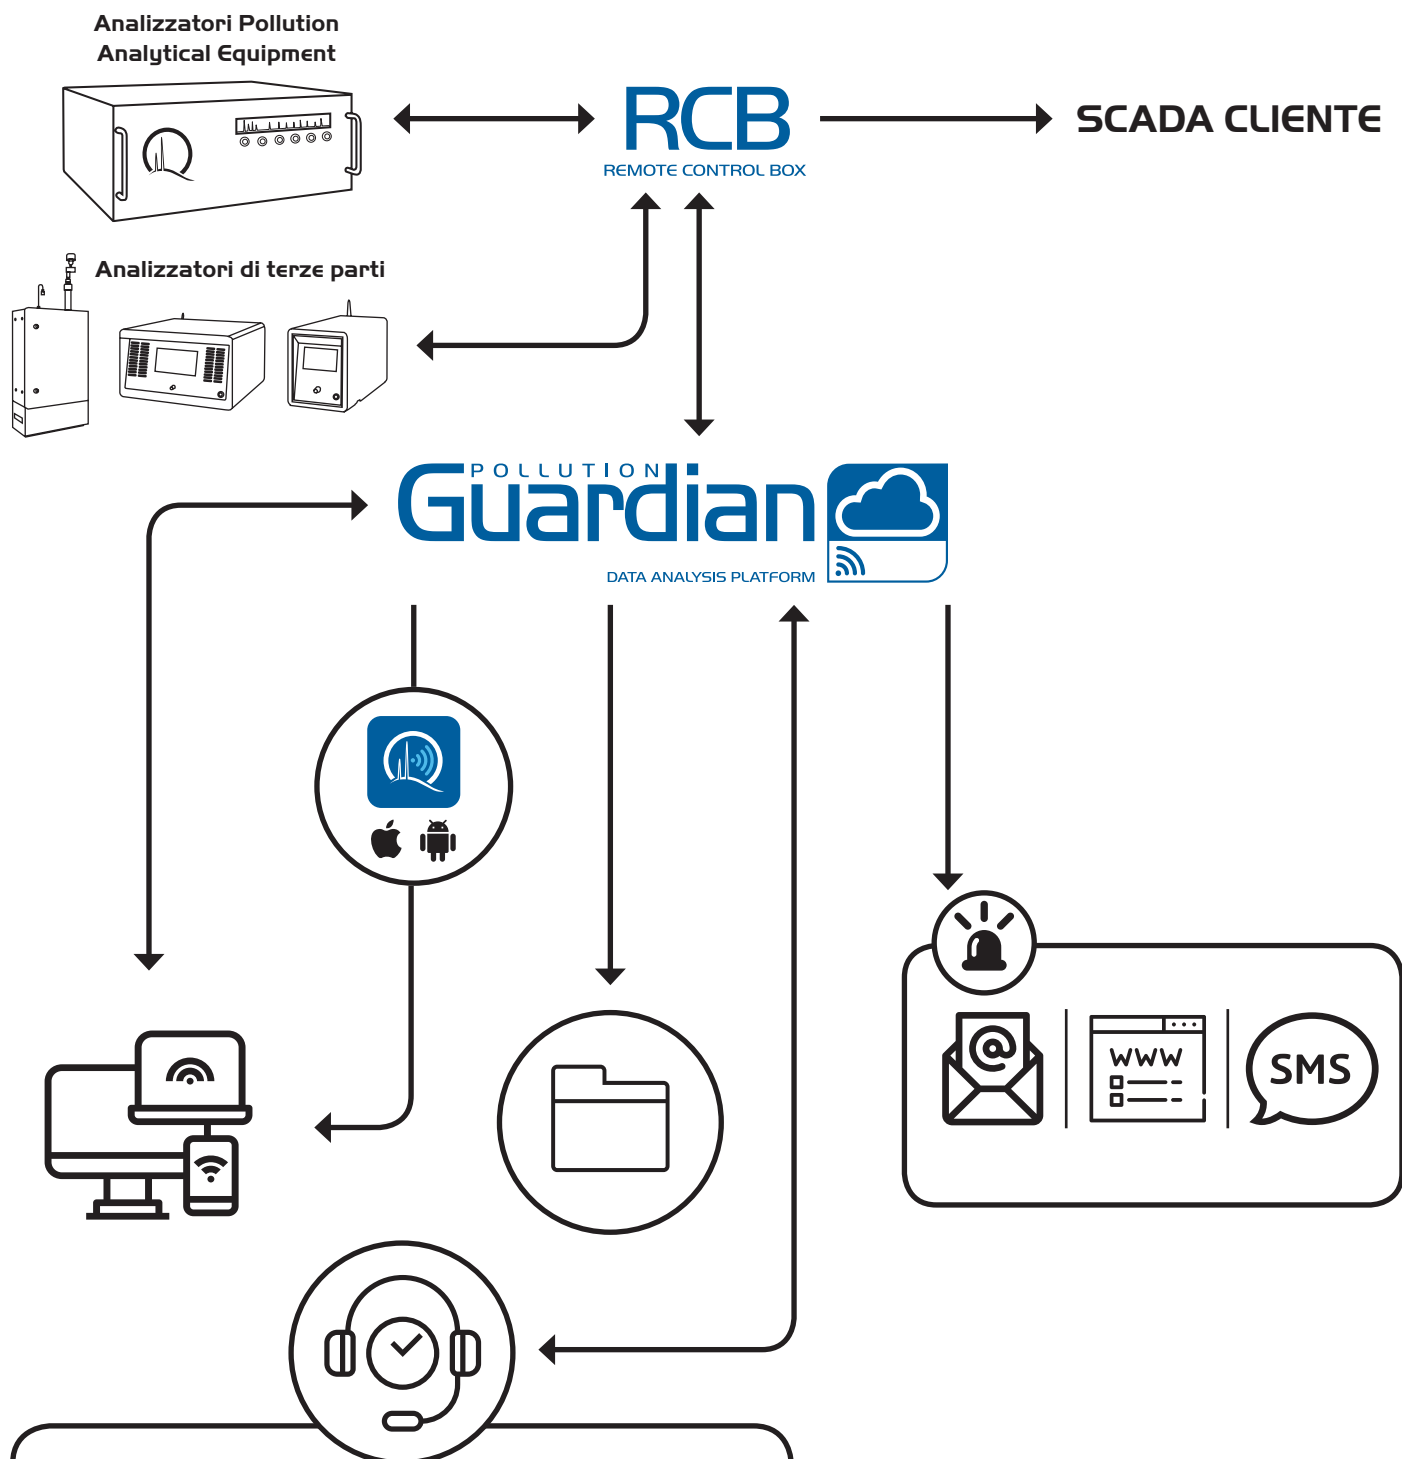 Analizzatori Pollution
Analytical Equipment
RCB
REMOTE CONTROL BOX
SCADA CLIENTE
Analizzatori di terze parti
POLLUTION
Guardian
DATA ANALYSIS PLATFORM
@
WWW
SMS